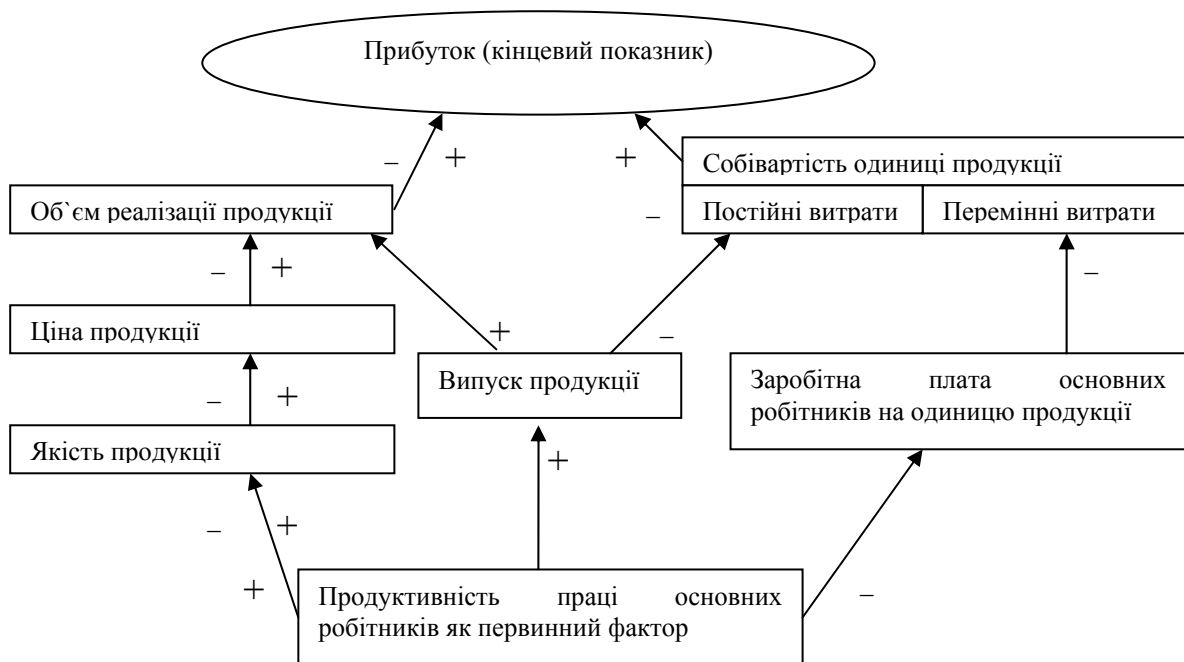 Прибуток (кінцевий показник)
– +
+
Собівартість одиниці продукції
Об`єм реалізації продукції
–
Постійні витрати
Перемінні витрати
– +
–
Ціна продукції
+
–
Випуск продукції
Заробітна плата основних
робітників на одиницю продукції
– +
Якість продукції
+
– +
+
Продуктивність праці основних
робітників як первинний фактор
–